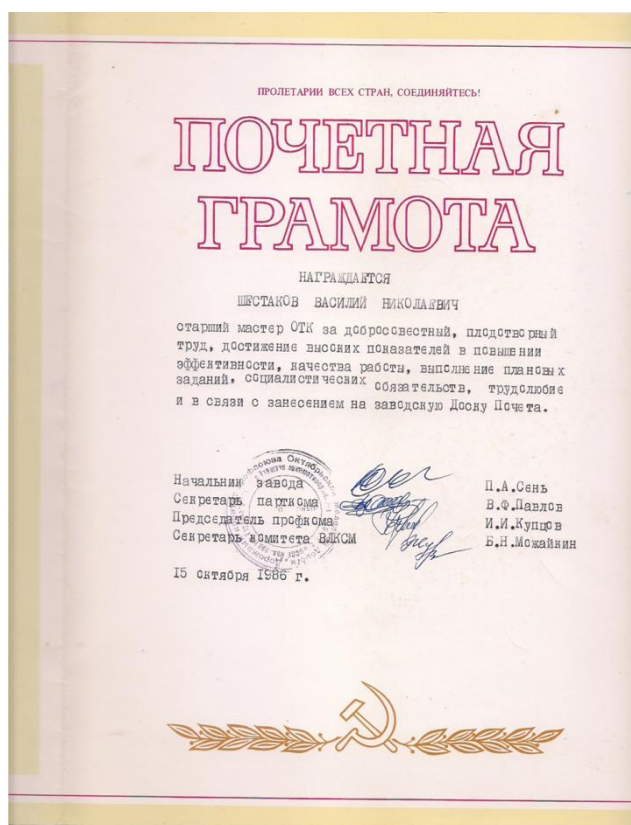 ПРОЛЕТАРИИ ВСЕХ СТРАН, СОЕДИНЯЙТЕСЬ!
ПОЧЕТНАЯ
ГРАМОТА
НАГРАЖДАЕТСЯ
ШЕСТАКОВ ВАСИЛИЙ НИКОЛАЕВИЧ
старший мастер ОТК за добросовестный, плодотворный
труд, достижение высоких показателей в повышении
эффективности, качества работы, выполнение плановых
заданий, социалистических обязательств, трудолюбие
и в связи с занесением на заводскую Доску Почета.
Начальник завода П.А.Сень
Секретарь парткома В.Ф.Павлов
Председатель профкома И.И.Купцов
Секретарь комитета ВЛКСМ Б.Н.Можайкин
15 октября 1986 г.